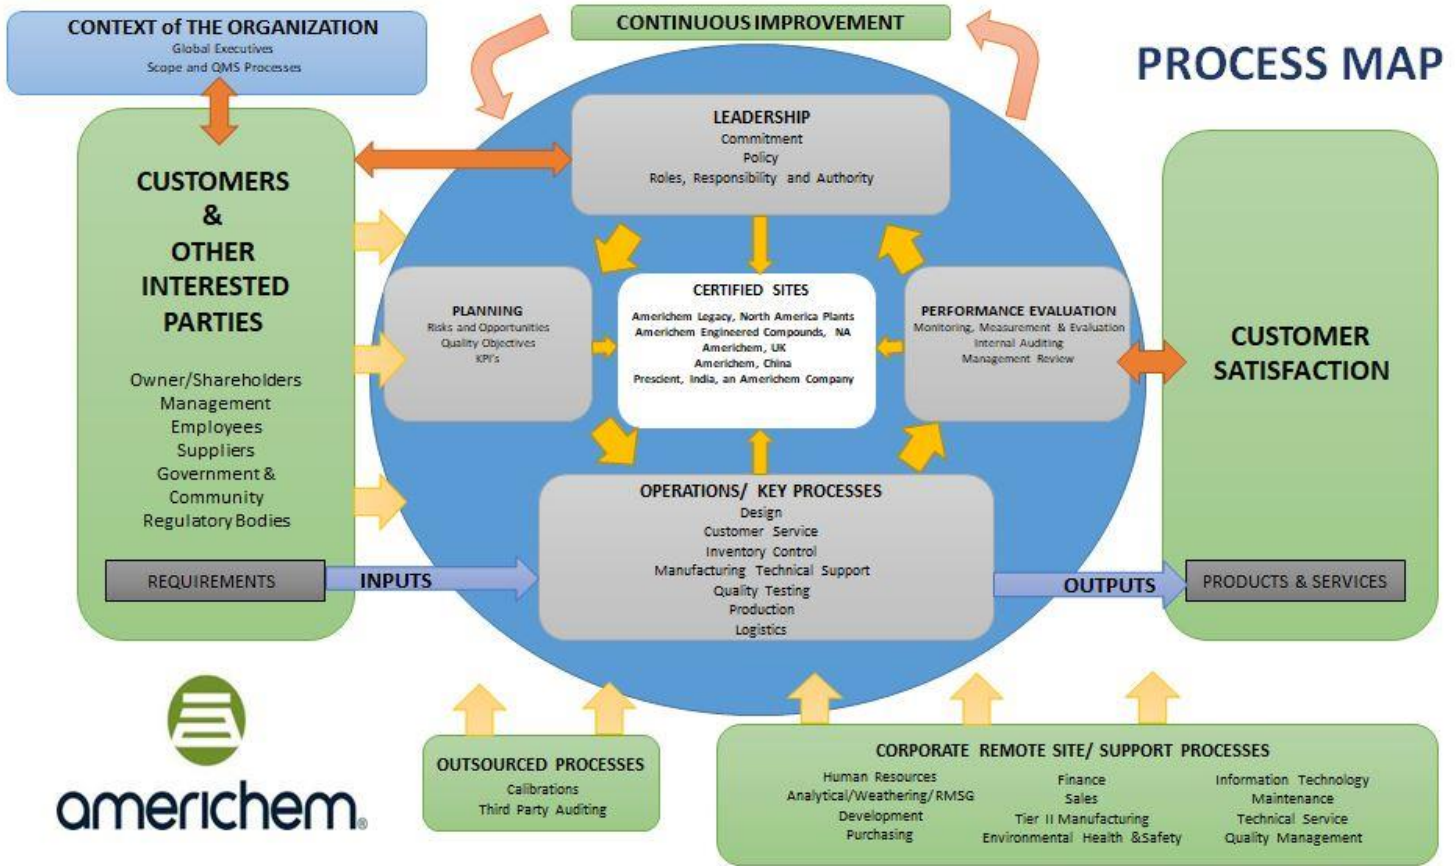 CONTEXT of THE ORGANIZATION
Global Executives
Scope and QMS Processes
CONTINUOUS IMPROVEMENT
PROCESS MAP
CUSTOMERS
&
OTHER
INTERESTED
PARTIES
Owner/Shareholders
Management
Employees
Suppliers
Government &
Community
Regulatory Bodies
REQUIREMENTS
INPUTS
LEADERSHIP
Commitment
Policy
Roles, Responsibility and Authority
PLANNING
Risks and Opportunities
Quality Objectives
KPI's
CERTIFIED SITES
Americhem Legacy, North America Plants
Americhem Engineered Compounds, NA
Americhem, UK
Americhem, China
Prescient, India, an Americhem Company
PERFORMANCE EVALUATION
Monitoring, Measurement & Evaluation
Internal Auditing
Management Review
OPERATIONS/ KEY PROCESSES
Design
Customer Service
Inventory Control
Manufacturing Technical Support
Quality Testing
Production
Logistics
OUTPUTS
CUSTOMER
SATISFACTION
PRODUCTS & SERVICES
americhem®
OUTSOURCED PROCESSES
Calibrations
Third Party Auditing
CORPORATE REMOTE SITE/ SUPPORT PROCESSES
Human Resources
Analytical/Weathering/RMSG
Development
Purchasing
Finance
Sales
Tier II Manufacturing
Environmental Health &Safety
Information Technology
Maintenance
Technical Service
Quality Management